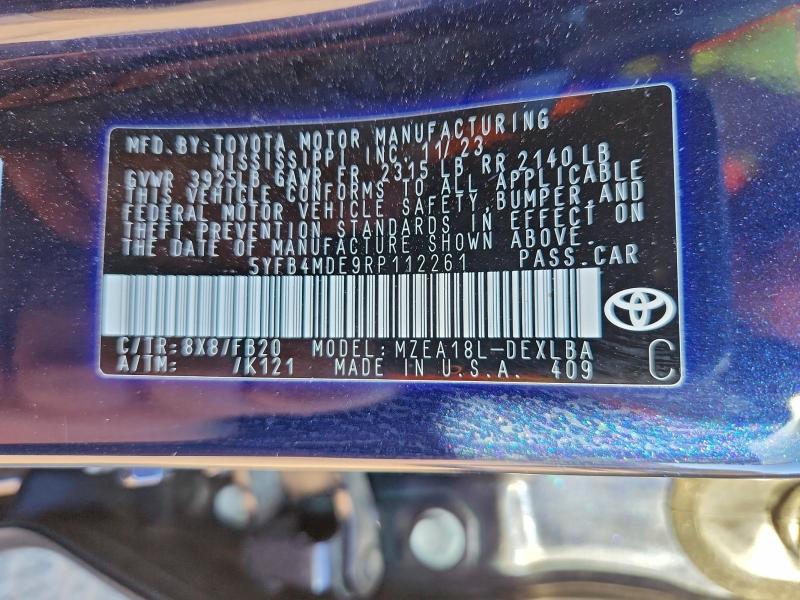 MFD. BY: TOYOTA MOTOR MANUFACTURING
MISSISSIPPI, INC. 11/23
GVWR 3925LB GAWR FR 2315 LB RR 2140 LB
THIS VEHICLE CONFORMS TO ALL APPLICABLE
FEDERAL MOTOR VEHICLE SAFETY, BUMPER, AND
THEFT PREVENTION STANDARDS IN EFFECT ON
THE DATE OF MANUFACTURE SHOWN ABOVE.
5YFB4MDE9RP112261 PASS. CAR
C/TR: 8X8/FB20 MODEL: MZEA18L-DEXLBA
A/TM: /K121 MADE IN U.S.A. 409
C